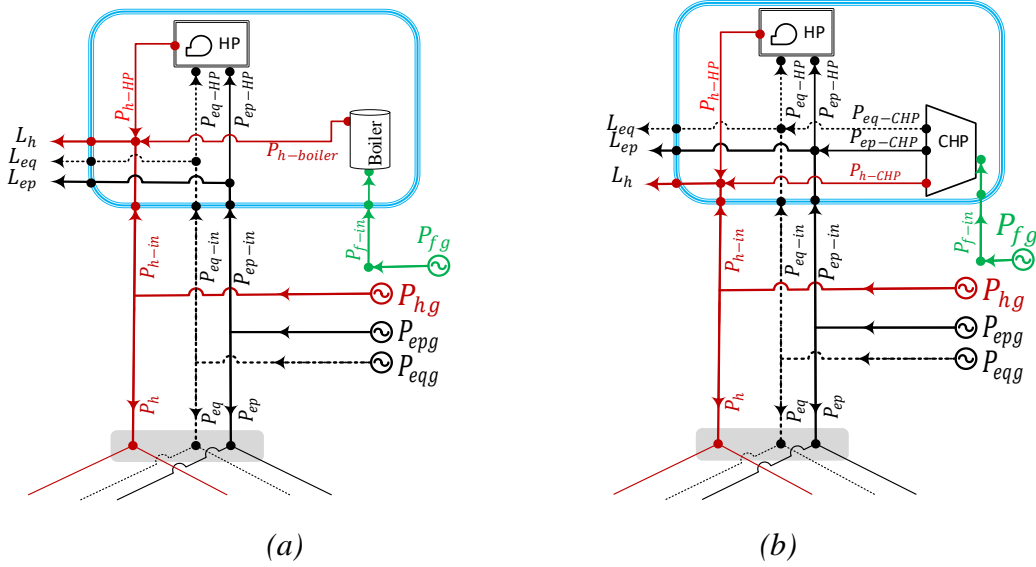 HP
P_{h-HP}
P_{eq-HP}
P_{ep-HP}
L_h
L_{eq}
L_{ep}
P_{h-boiler}
Boiler
P_{h-in}
P_{eq-in}
P_{ep-in}
P_{f-in}
P_{fg}
P_{hg}
P_{epg}
P_{eqg}
P_h
P_{eq}
P_{ep}
(a)
HP
P_{h-HP}
P_{eq-HP}
P_{ep-HP}
P_{eq-CHP}
P_{ep-CHP}
P_{h-CHP}
CHP
L_{eq}
L_{ep}
L_h
P_{h-in}
P_{eq-in}
P_{ep-in}
P_{f-in}
P_{fg}
P_{hg}
P_{epg}
P_{eqg}
P_h
P_{eq}
P_{ep}
(b)